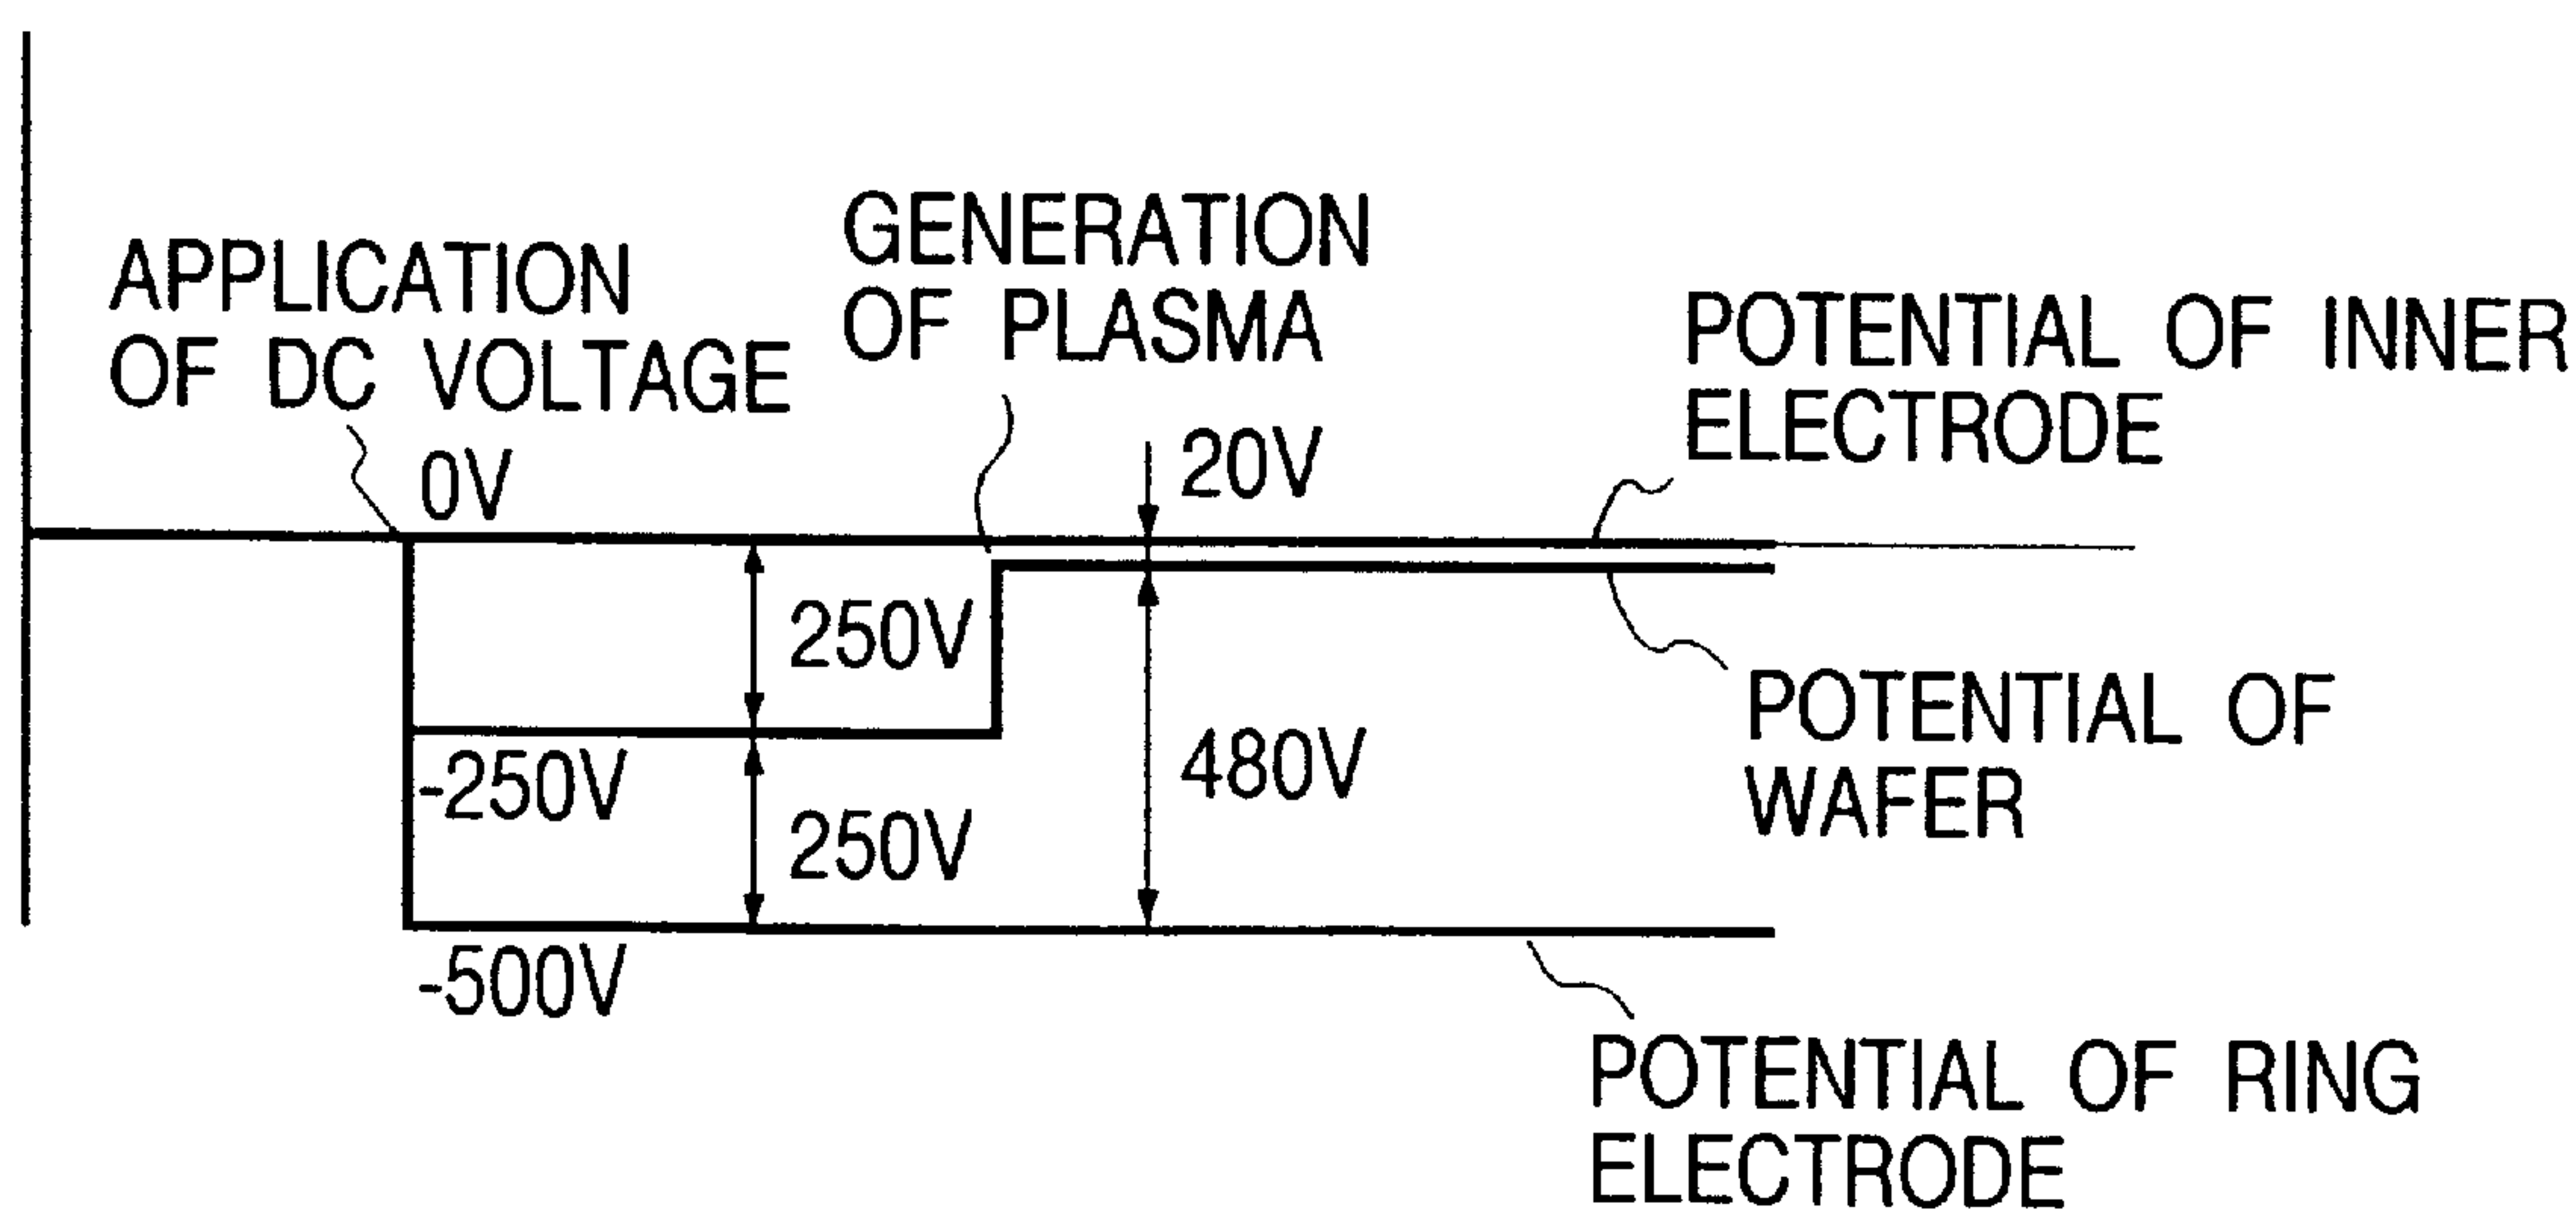 GENERATION
OF PLASMA
APPLICATION
OF DC VOLTAGE
POTENTIAL OF INNER
ELECTRODE
0V
20V
250V
-250V
250V
480V
POTENTIAL OF
WAFER
-500V
POTENTIAL OF RING
ELECTRODE